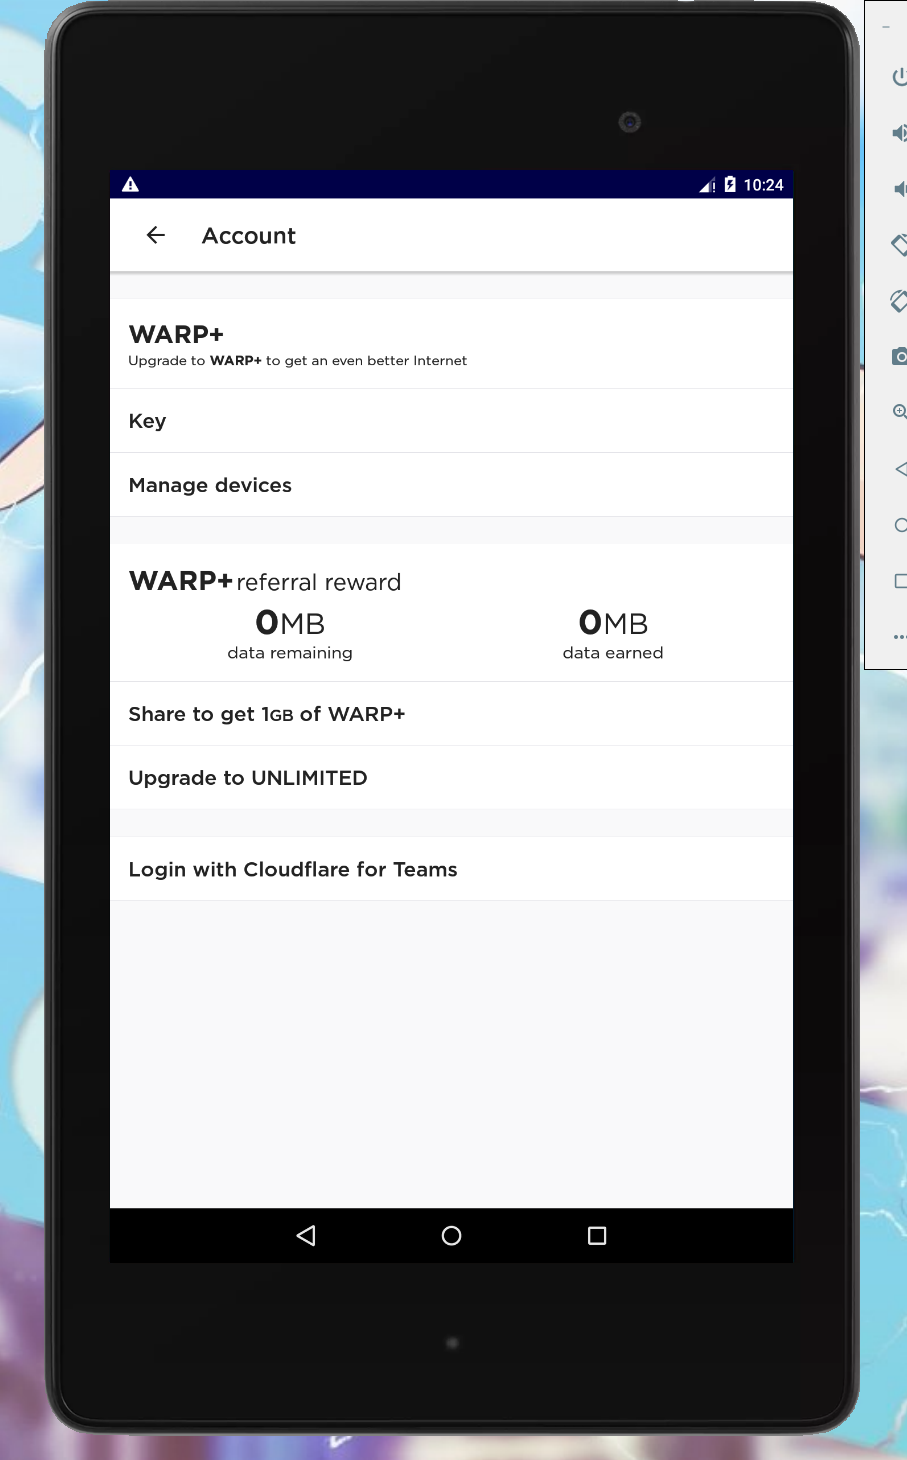 10:24
Account
WARP+
Upgrade to WARP+ to get an even better Internet
Key
Manage devices
WARP+ referral reward
0MB 0MB
data remaining data earned
Share to get 1GB of WARP+
Upgrade to UNLIMITED
Login with Cloudflare for Teams